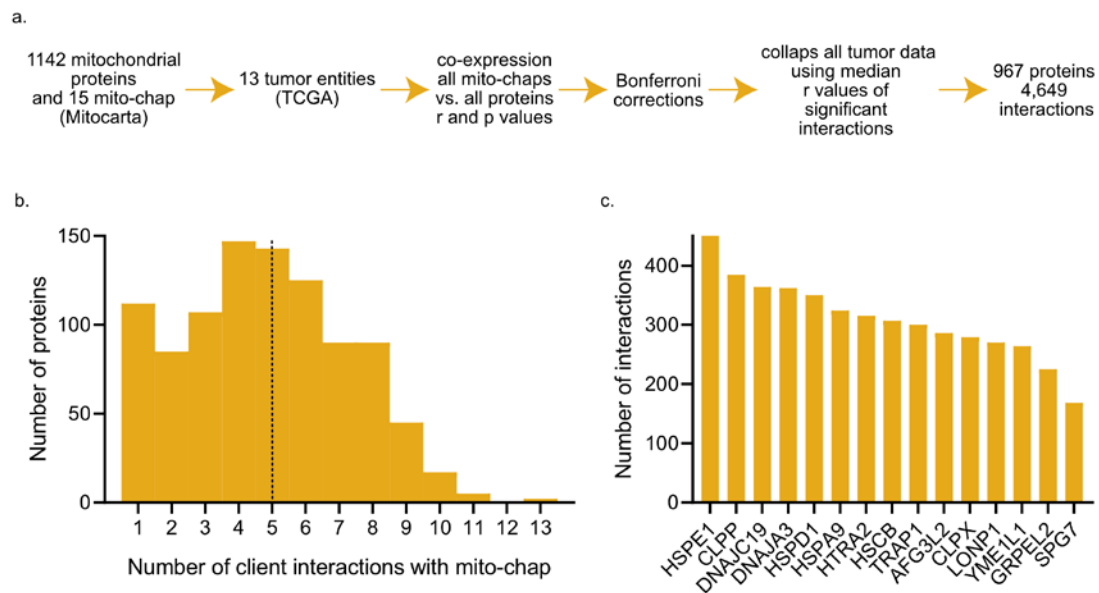 a.
1142 mitochondrial
proteins
and 15 mito-chap
(Mitocarta)
13 tumor entities
(TCGA)
co-expression
all mito-chaps
vs. all proteins
r and p values
Bonferroni
corrections
collaps all tumor data
using median
r values of
significant
interactions
967 proteins
4,649
interactions
b.
Number of proteins
150
100
50
0
1 2 3 4 5 6 7 8 9 10 11 12 13
Number of client interactions with mito-chap
c.
Number of interactions
400
300
200
100
0
HSPE1
CLPP
DNAJC19
DNAJA3
HSPD1
HSPA9
HTRA2
HSCB
TRAP1
AFG3L2
CLPX
LONP1
YME1L1
GRPEL2
SPG7